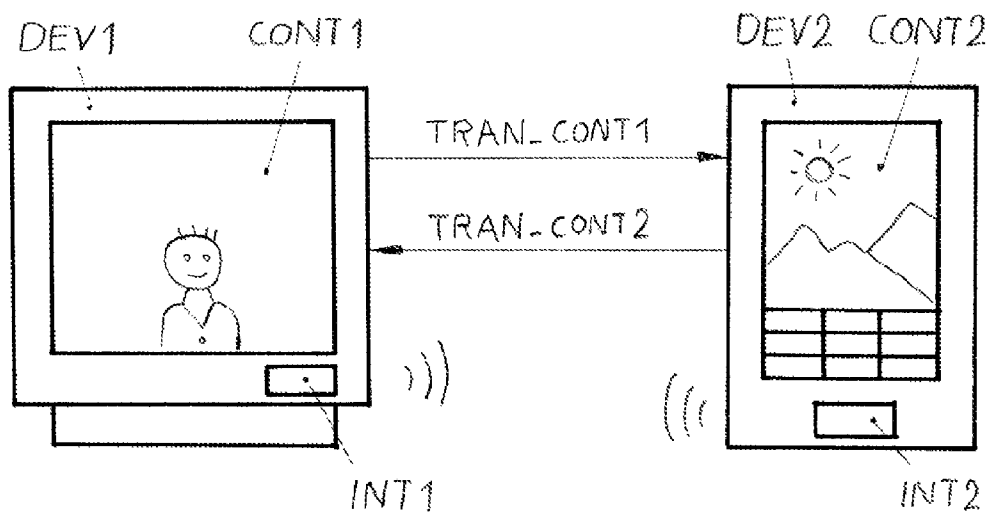 DEV1 CONT1 DEV2 CONT2
TRAN_CONT1
TRAN_CONT2
INT1 INT2